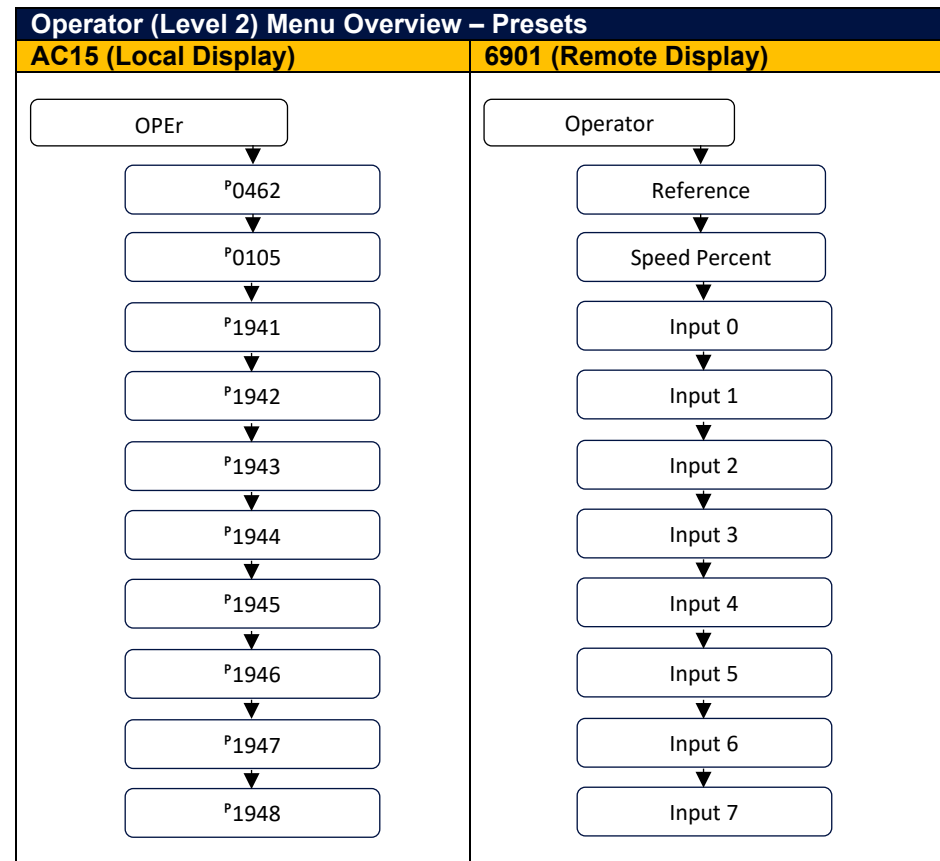 Operator (Level 2) Menu Overview – Presets
AC15 (Local Display)
6901 (Remote Display)
OPEr
ᴾ0462
ᴾ0105
ᴾ1941
ᴾ1942
ᴾ1943
ᴾ1944
ᴾ1945
ᴾ1946
ᴾ1947
ᴾ1948
Operator
Reference
Speed Percent
Input 0
Input 1
Input 2
Input 3
Input 4
Input 5
Input 6
Input 7